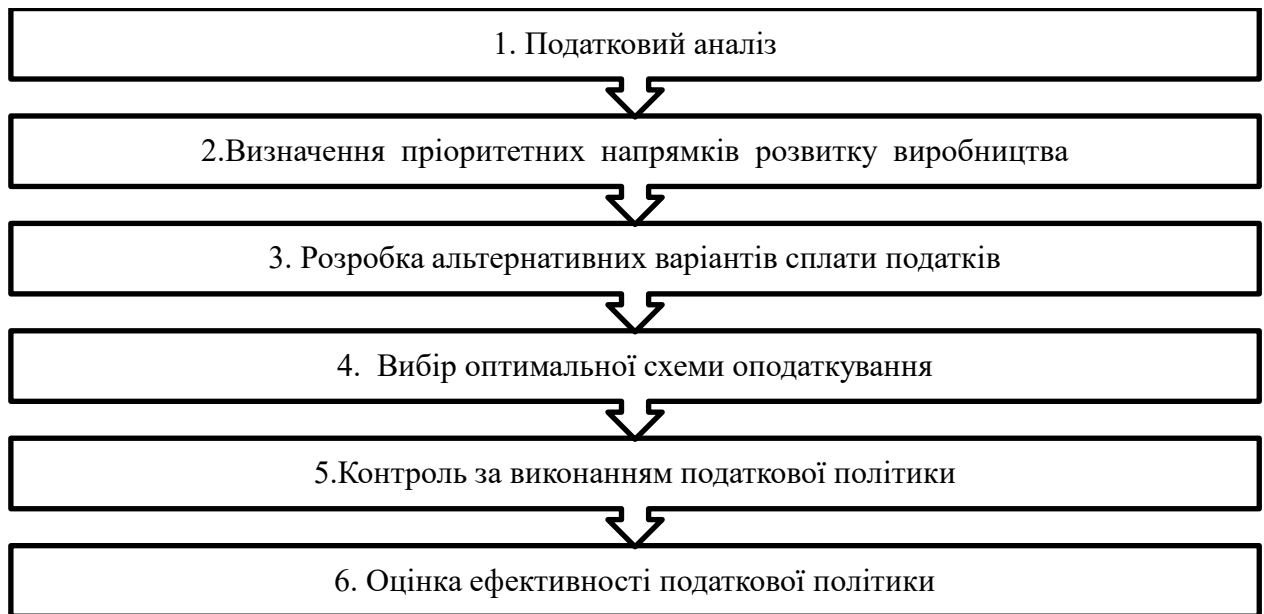 1. Податковий аналіз
2.Визначення пріоритетних напрямків розвитку виробництва
3. Розробка альтернативних варіантів сплати податків
4. Вибір оптимальної схеми оподаткування
5.Контроль за виконанням податкової політики
6. Оцінка ефективності податкової політики